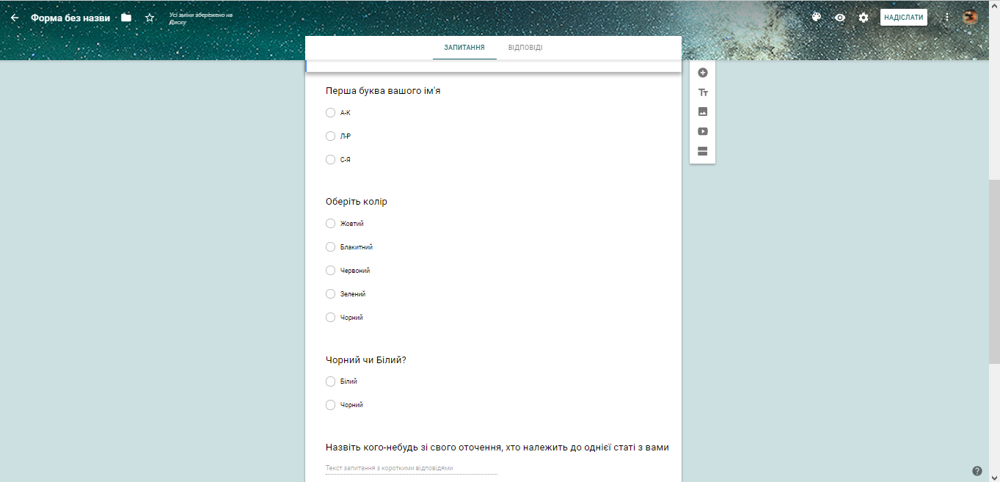 Форма без назви
Усі зміни збережено на
Диску
НАДІСЛАТИ
ЗАПИТАННЯ
ВІДПОВІДІ
Перша буква вашого ім'я
А-К
Л-Р
С-Я
Оберіть колір
Жовтий
Блакитний
Червоний
Зелений
Чорний
Чорний чи Білий?
Білий
Чорний
Назвіть кого-небудь зі свого оточення, хто належить до однієї статі з вами
Текст запитання з короткими відповідями